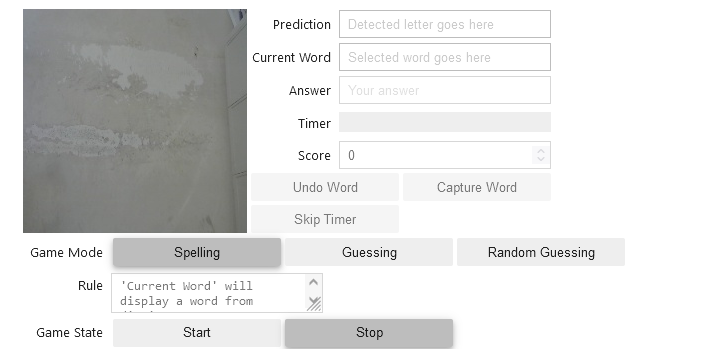 Prediction Detected letter goes here
Current Word Selected word goes here
Answer Your answer
Timer
Score 0
Undo Word Capture Word
Skip Timer
Game Mode Spelling Guessing Random Guessing
Rule 'Current Word' will
display a word from
Game State Start Stop